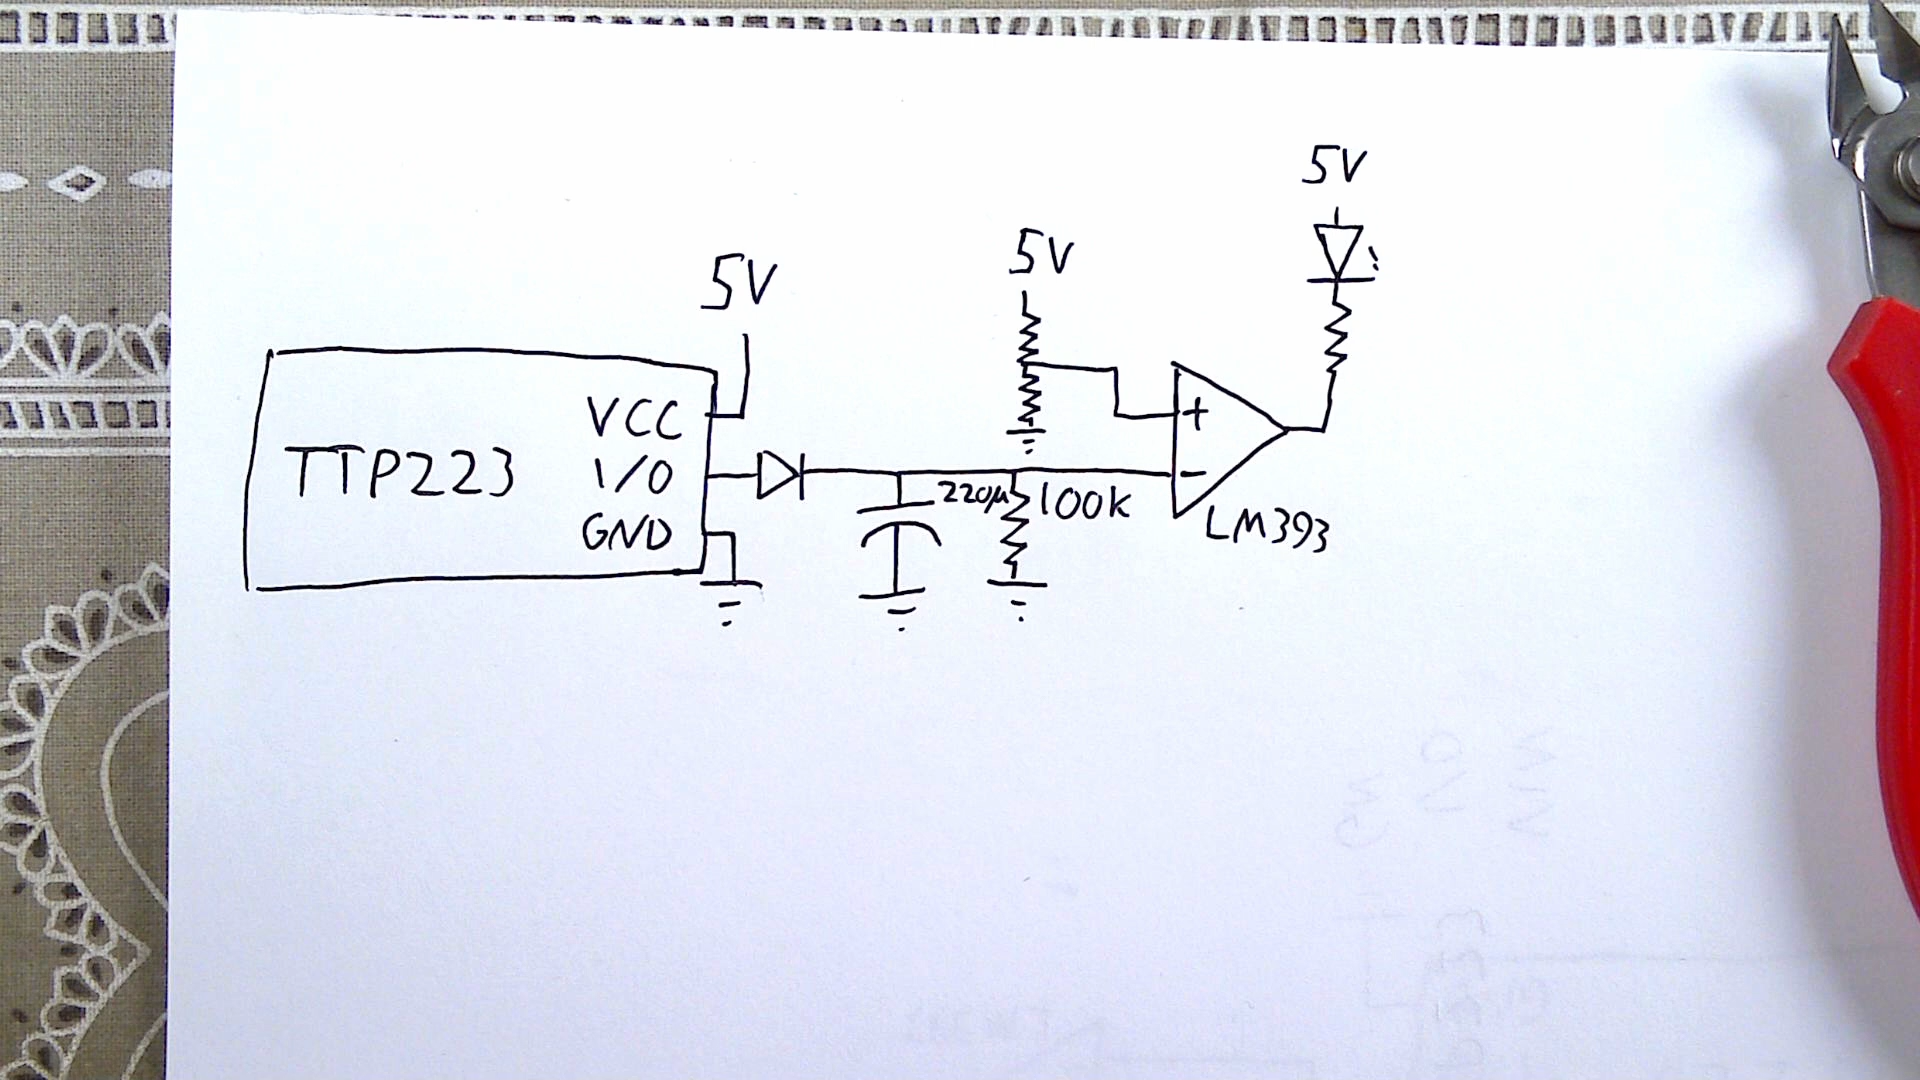 5V
5V
5V
VCC
TTP223
I/O
GND
+
-
220µ
100k
LM393